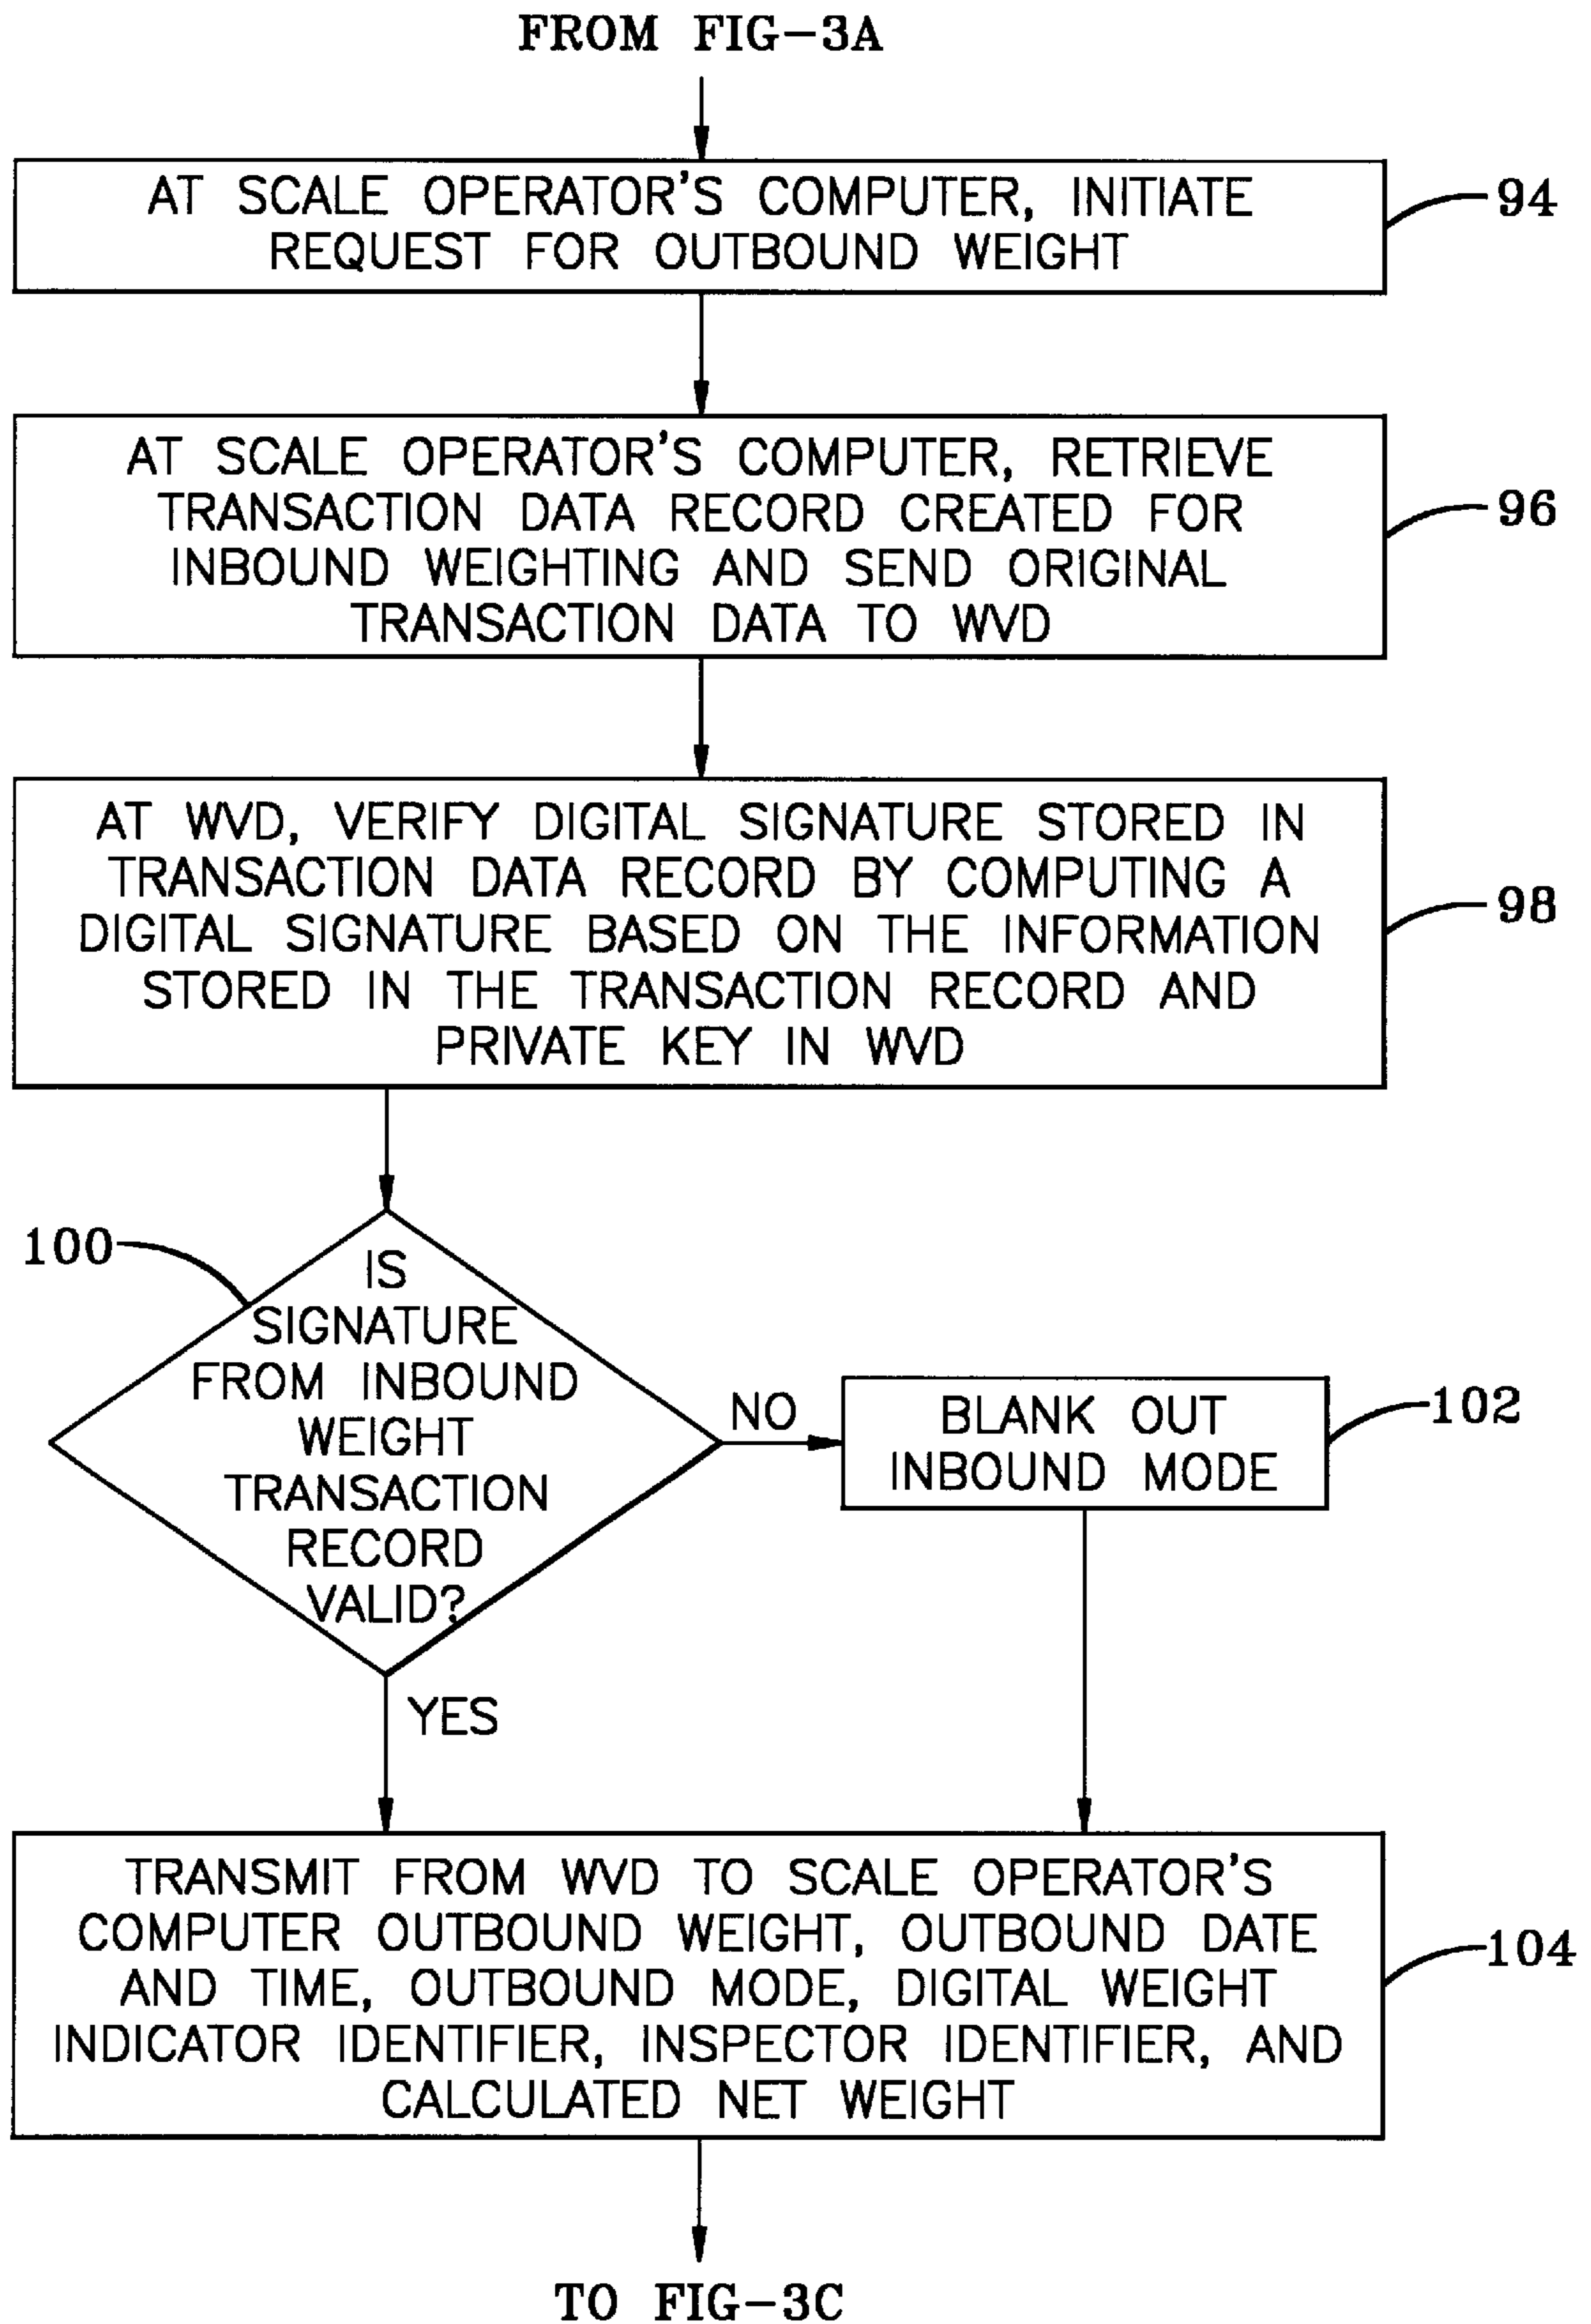 FROM FIG-3A
AT SCALE OPERATOR'S COMPUTER, INITIATE
REQUEST FOR OUTBOUND WEIGHT
94
AT SCALE OPERATOR'S COMPUTER, RETRIEVE
TRANSACTION DATA RECORD CREATED FOR
INBOUND WEIGHTING AND SEND ORIGINAL
TRANSACTION DATA TO WVD
96
AT WVD, VERIFY DIGITAL SIGNATURE STORED IN
TRANSACTION DATA RECORD BY COMPUTING A
DIGITAL SIGNATURE BASED ON THE INFORMATION
STORED IN THE TRANSACTION RECORD AND
PRIVATE KEY IN WVD
98
100
IS
SIGNATURE
FROM INBOUND
WEIGHT
TRANSACTION
RECORD
VALID?
NO
BLANK OUT
INBOUND MODE
102
YES
TRANSMIT FROM WVD TO SCALE OPERATOR'S
COMPUTER OUTBOUND WEIGHT, OUTBOUND DATE
AND TIME, OUTBOUND MODE, DIGITAL WEIGHT
INDICATOR IDENTIFIER, INSPECTOR IDENTIFIER, AND
CALCULATED NET WEIGHT
104
TO FIG-3C